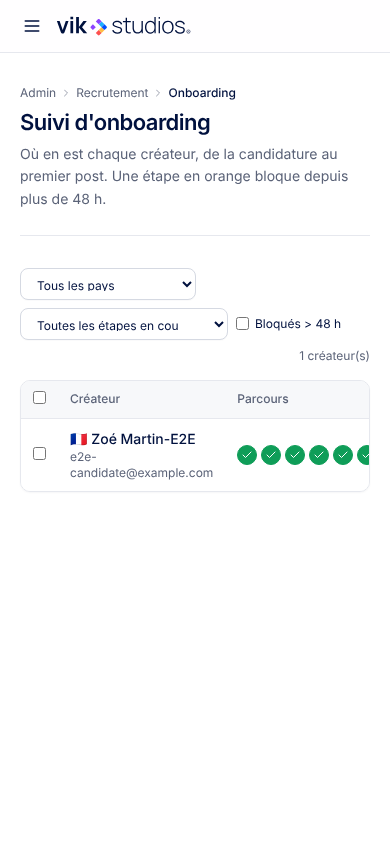 vik studios®
Admin > Recrutement > Onboarding
Suivi d'onboarding
Où en est chaque créateur, de la candidature au
premier post. Une étape en orange bloque depuis
plus de 48 h.
Tous les pays
Toutes les étapes en cou
Bloqués > 48 h
1 créateur(s)
Créateur Parcours
🇫🇷 Zoé Martin-E2E
e2e-
candidate@example.com